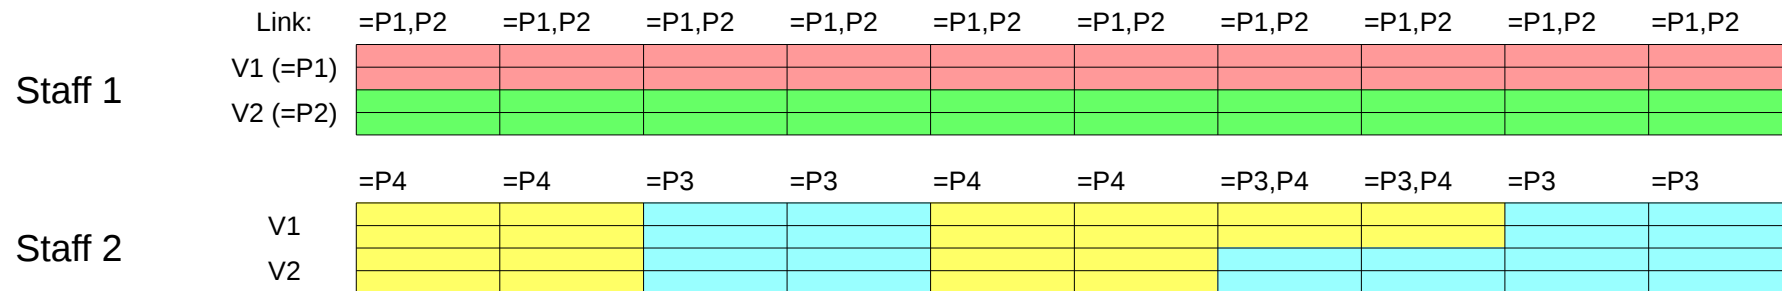 Link: =P1,P2 =P1,P2 =P1,P2 =P1,P2 =P1,P2 =P1,P2 =P1,P2 =P1,P2 =P1,P2 =P1,P2
Staff 1
V1 (=P1)
V2 (=P2)
=P4 =P4 =P3 =P3 =P4 =P4 =P3,P4 =P3,P4 =P3 =P3
Staff 2
V1
V2